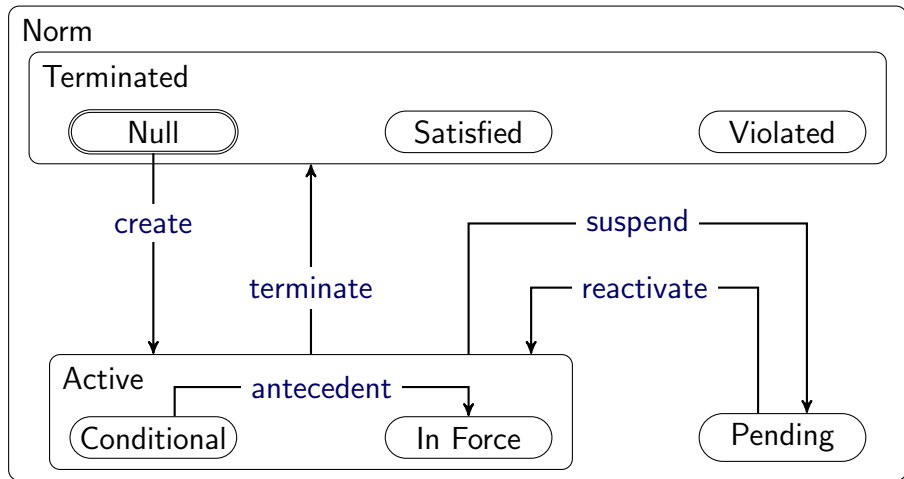 Norm
Terminated
Null
Satisfied
Violated
create
suspend
terminate
reactivate
Active
antecedent
Conditional
In Force
Pending